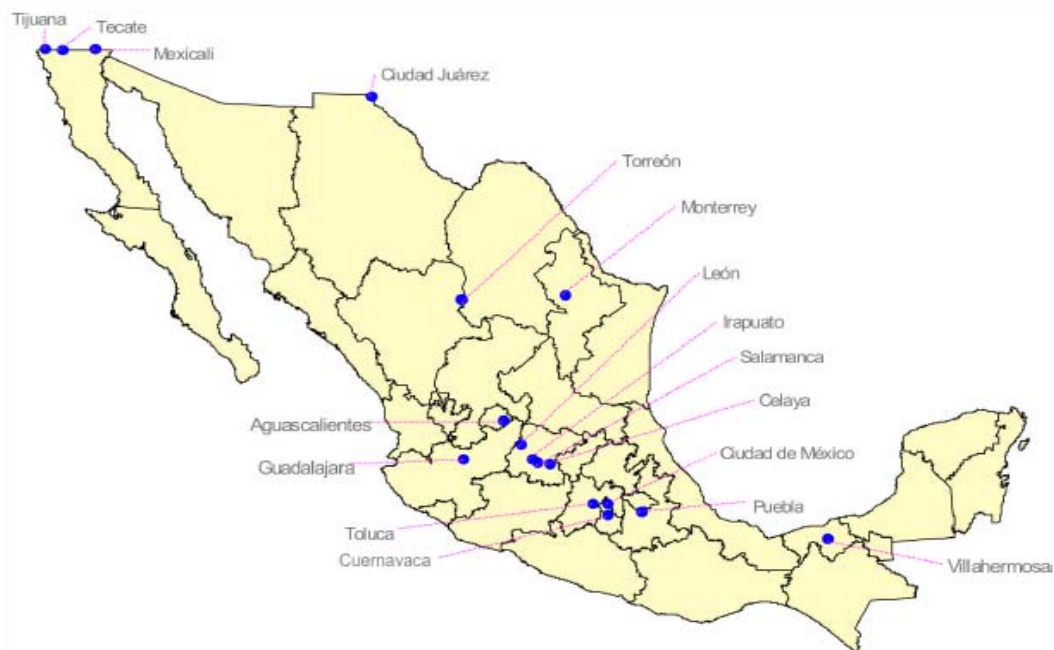 Tijuana
Tecate
Mexicali
Ciudad Juárez
Torreón
Monterrey
León
Irapuato
Salamanca
Celaya
Aguascalientes
Ciudad de México
Guadalajara
Puebla
Toluca
Cuernavaca
Villahermosa